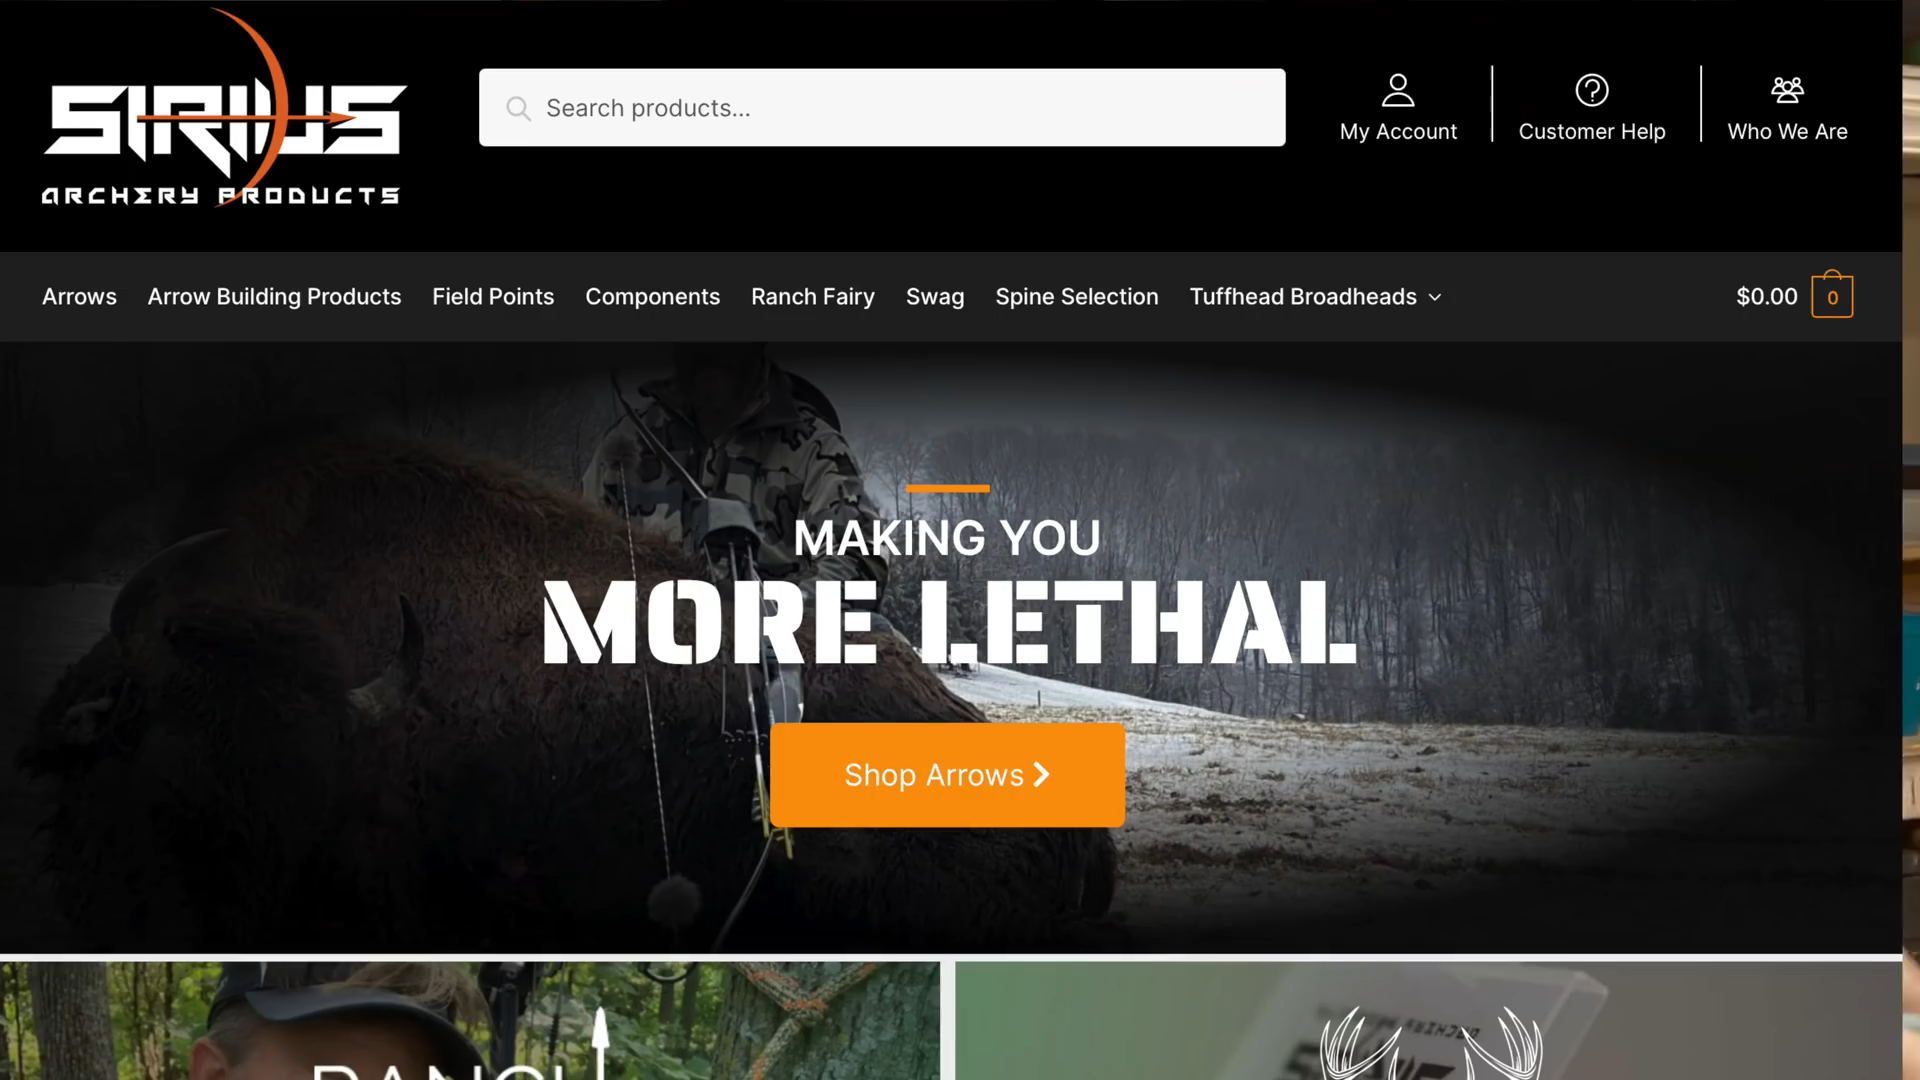 SIRIUS
ARCHERY PRODUCTS
Search products...
My Account
Customer Help
Who We Are
Arrows
Arrow Building Products
Field Points
Components
Ranch Fairy
Swag
Spine Selection
Tuffhead Broadheads
$0.00
0
MAKING YOU
MORE LETHAL
Shop Arrows